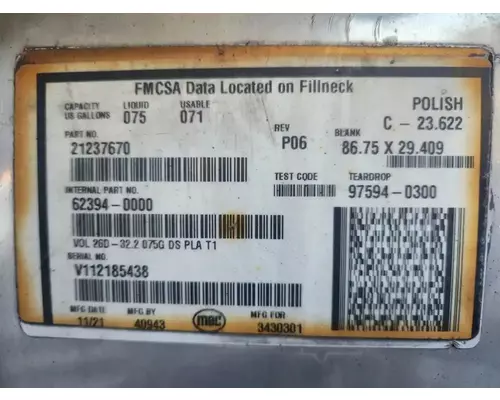 FMCSA Data Located on Fillneck
CAPACITY LIQUID USABLE POLISH
US GALLONS 075 071 C - 23.622
PART NO. REV BLANK
21237670 P06 86.75 X 29.409
TEST CODE TEARDROP
INTERNAL PART NO. 97594-0300
62394-0000
VOL 26D-32.2 075G DS PLA T1
SERIAL NO.
V112185438
MFG DATE MFG BY MFG FOR
11/21 40943 mac 3430301